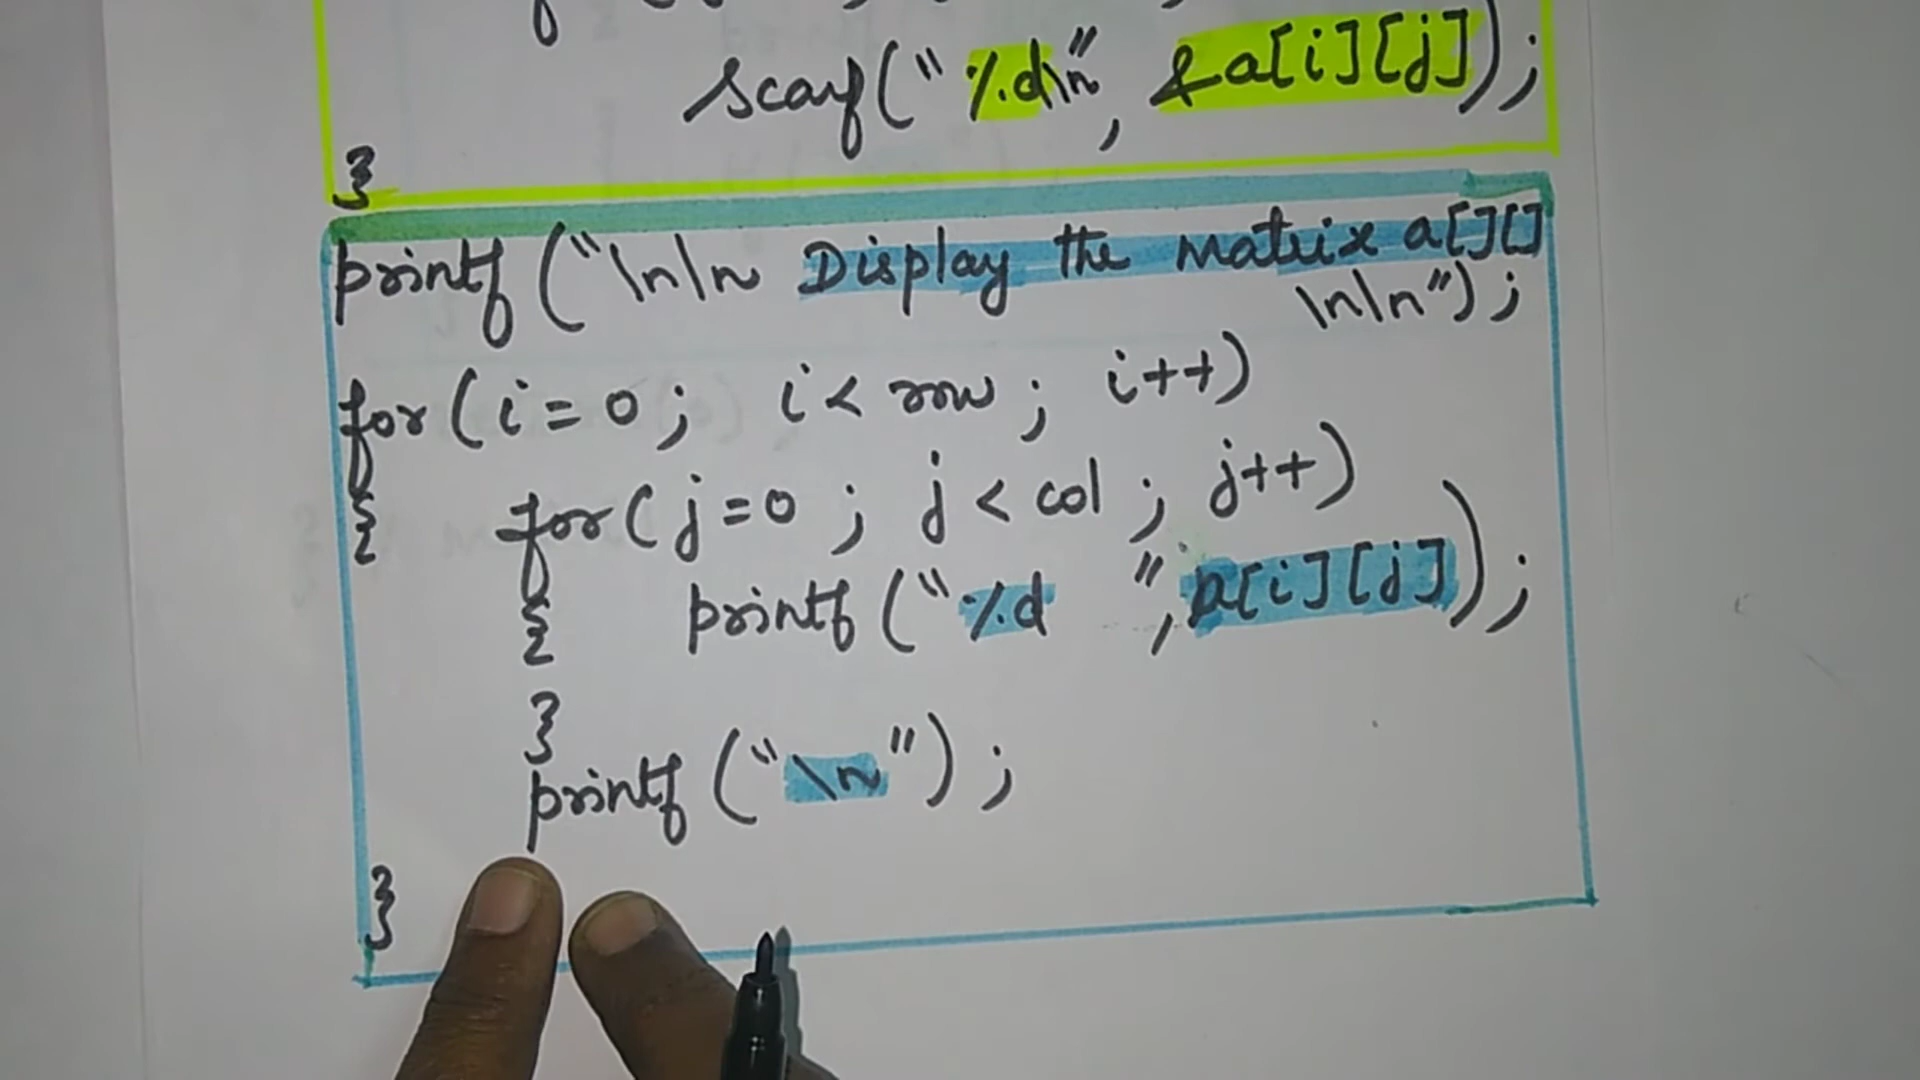 scanf("%d\n", &a[i][j]);
}
printf("\n\n Display the matrix a[][]
\n\n");
for(i=0; i<row; i++)
{
for(j=0; j<col; j++)
{ printf("%d ",a[i][j]);
}
printf("\n");
}